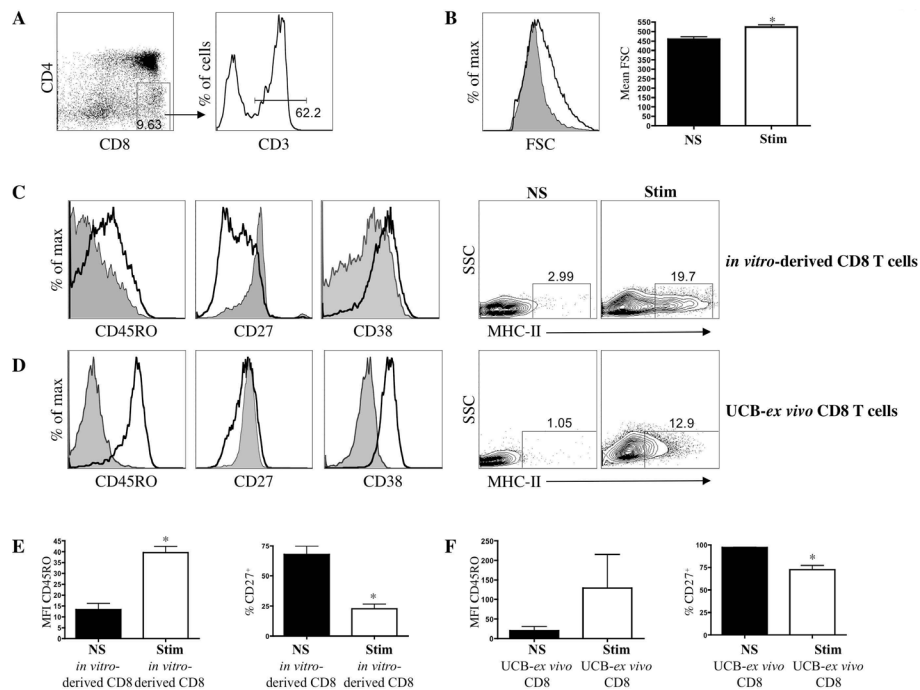 A
CD4
9.63
CD8
% of cells
62.2
CD3
B
% of max
FSC
Mean FSC
550
500
450
400
350
300
250
200
150
100
50
0
*
NS
Stim
C
% of max
CD45RO
CD27
CD38
NS
Stim
SSC
2.99
19.7
MHC-II
in vitro-derived CD8 T cells
D
% of max
CD45RO
CD27
CD38
SSC
1.05
12.9
MHC-II
UCB-ex vivo CD8 T cells
E
MFI CD45RO
45
40
35
30
25
20
15
10
5
0
*
NS
Stim
in vitro- in vitro-
derived CD8 derived CD8
% CD27+
75
50
25
0
*
NS
Stim
in vitro- in vitro-
derived CD8 derived CD8
F
MFI CD45RO
250
200
150
100
50
0
NS
Stim
UCB-ex vivo UCB-ex vivo
CD8 CD8
% CD27+
100
75
50
25
0
*
NS
Stim
UCB-ex vivo UCB-ex vivo
CD8 CD8